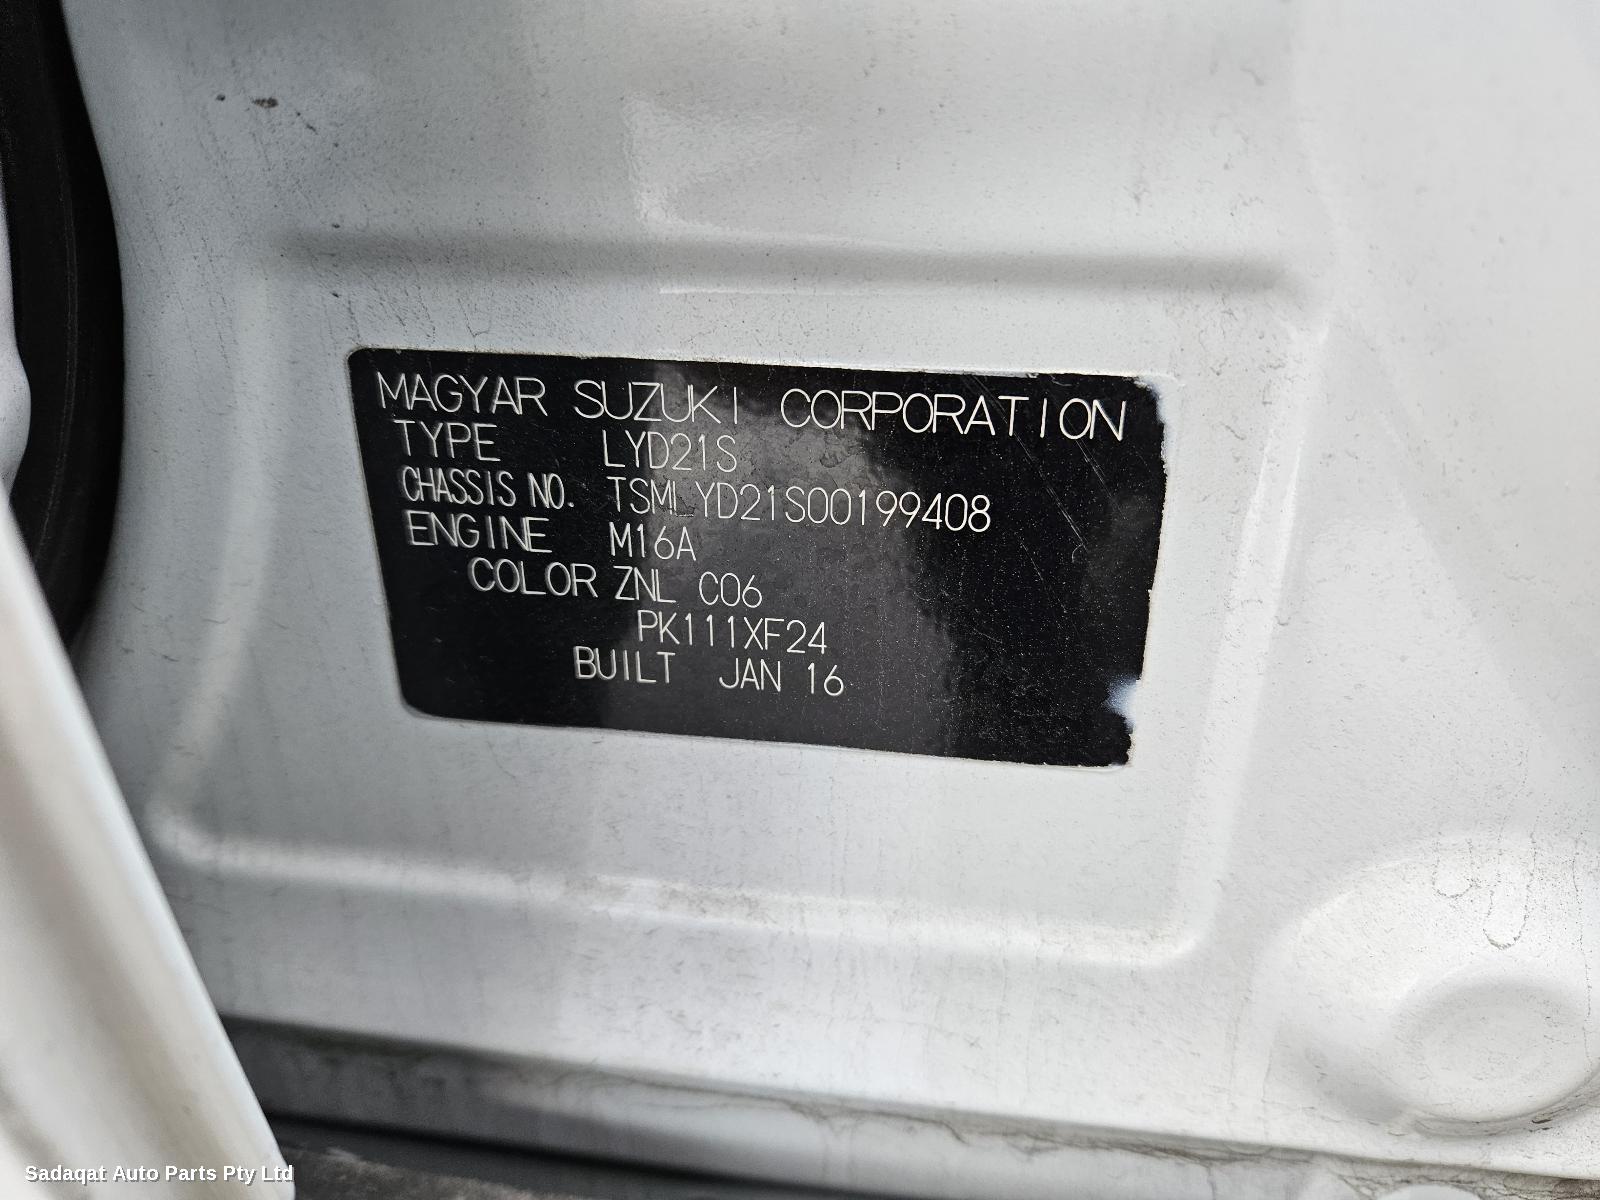 MAGYAR SUZUKI CORPORATION
TYPE LYD21S
CHASSIS NO. TSMLYD21S00199408
ENGINE M16A
COLOR ZNL C06
PK111XF24
BUILT JAN 16
Sadaqat Auto Parts Pty Ltd